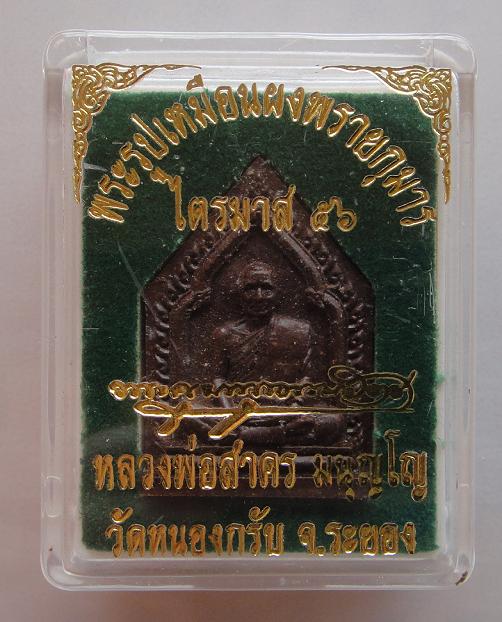 พระรูปเหมือนผงพรายกุมาร
ไตรมาส ๕๖
หลวงพ่อสาคร มนุญโญ
วัดหนองกรับ จ.ระยอง